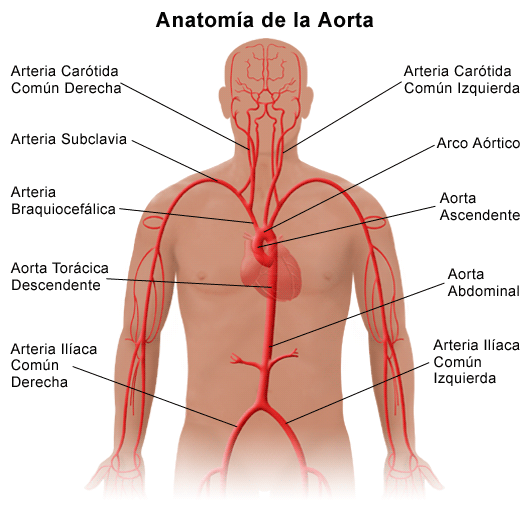 Anatomía de la Aorta
Arteria Carótida
Común Derecha
Arteria Subclavia
Arteria
Braquiocefálica
Aorta Torácica
Descendente
Arteria Ilíaca
Común
Derecha
Arteria Carótida
Común Izquierda
Arco Aórtico
Aorta
Ascendente
Aorta
Abdominal
Arteria Ilíaca
Común
Izquierda